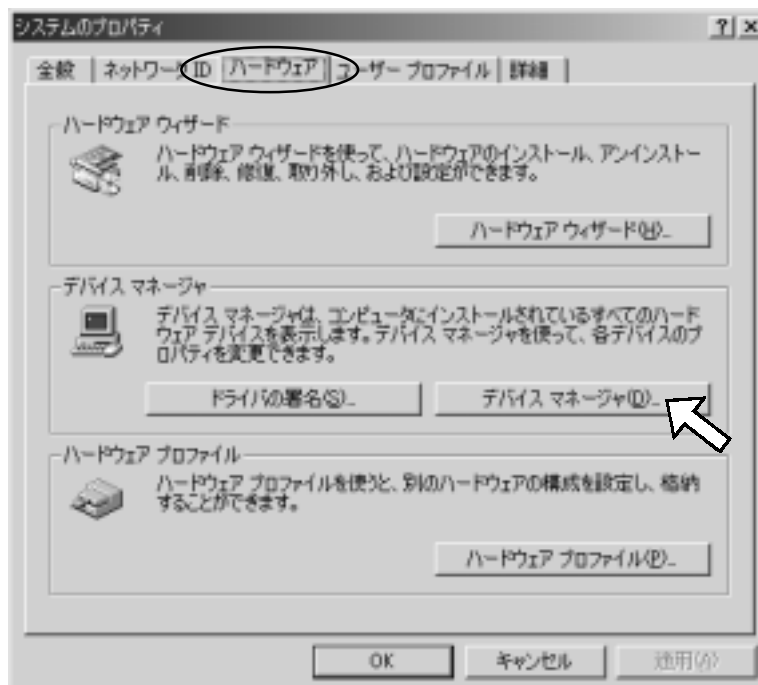 システムのプロパティ
全般 ネットワーク ID ハードウェア ユーザー プロファイル 詳細
ハードウェア ウィザード
ハードウェア ウィザードを使って、ハードウェアのインストール、アンインストー
ル、削除、修復、取り外し、および設定ができます。
ハードウェア ウィザード(H)...
デバイス マネージャ
デバイス マネージャは、コンピュータにインストールされているすべてのハード
ウェア デバイスを表示します。デバイス マネージャを使って、各デバイスのプ
ロパティを変更できます。
ドライバの署名(S)...
デバイス マネージャ(D)...
ハードウェア プロファイル
ハードウェア プロファイルを使うと、別のハードウェアの構成を設定し、格納
することができます。
ハードウェア プロファイル(P)...
OK キャンセル 適用(A)